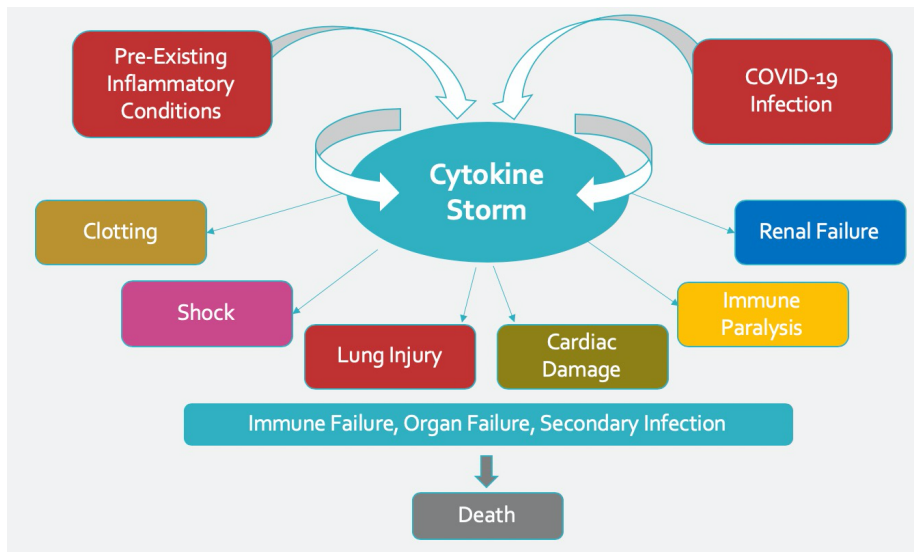 Pre-Existing
Inflammatory
Conditions
COVID-19
Infection
Cytokine
Storm
Clotting
Renal Failure
Shock
Immune
Paralysis
Lung Injury
Cardiac
Damage
Immune Failure, Organ Failure, Secondary Infection
Death